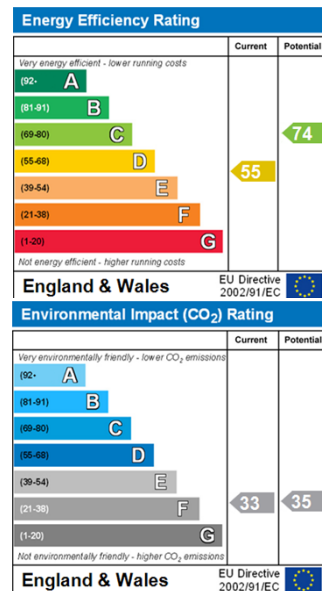 Energy Efficiency Rating
Current Potential
Very energy efficient - lower running costs
(92- A
(81-91) B
(69-80) C 74
(55-68) D 55
(39-54) E
(21-38) F
(1-20) G
Not energy efficient - higher running costs
England & Wales EU Directive 2002/91/EC
Environmental Impact (CO₂) Rating
Current Potential
Very environmentally friendly - lower CO₂ emissions
(92- A
(81-91) B
(69-80) C
(55-68) D
(39-54) E
(21-38) F 33 35
(1-20) G
Not environmentally friendly - higher CO₂ emissions
England & Wales EU Directive 2002/91/EC